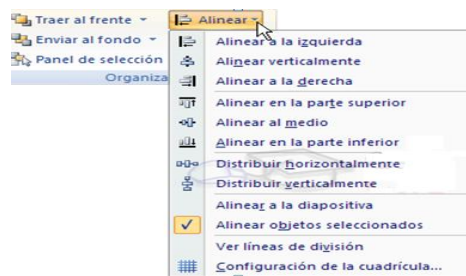 Traer al frente
Enviar al fondo
Panel de selección
Organiza
Alinear
Alinear a la izquierda
Alinear verticalmente
Alinear a la derecha
Alinear en la parte superior
Alinear al medio
Alinear en la parte inferior
Distribuir horizontalmente
Distribuir verticalmente
Alinear a la diapositiva
Alinear objetos seleccionados
Ver líneas de división
Configuración de la cuadrícula...